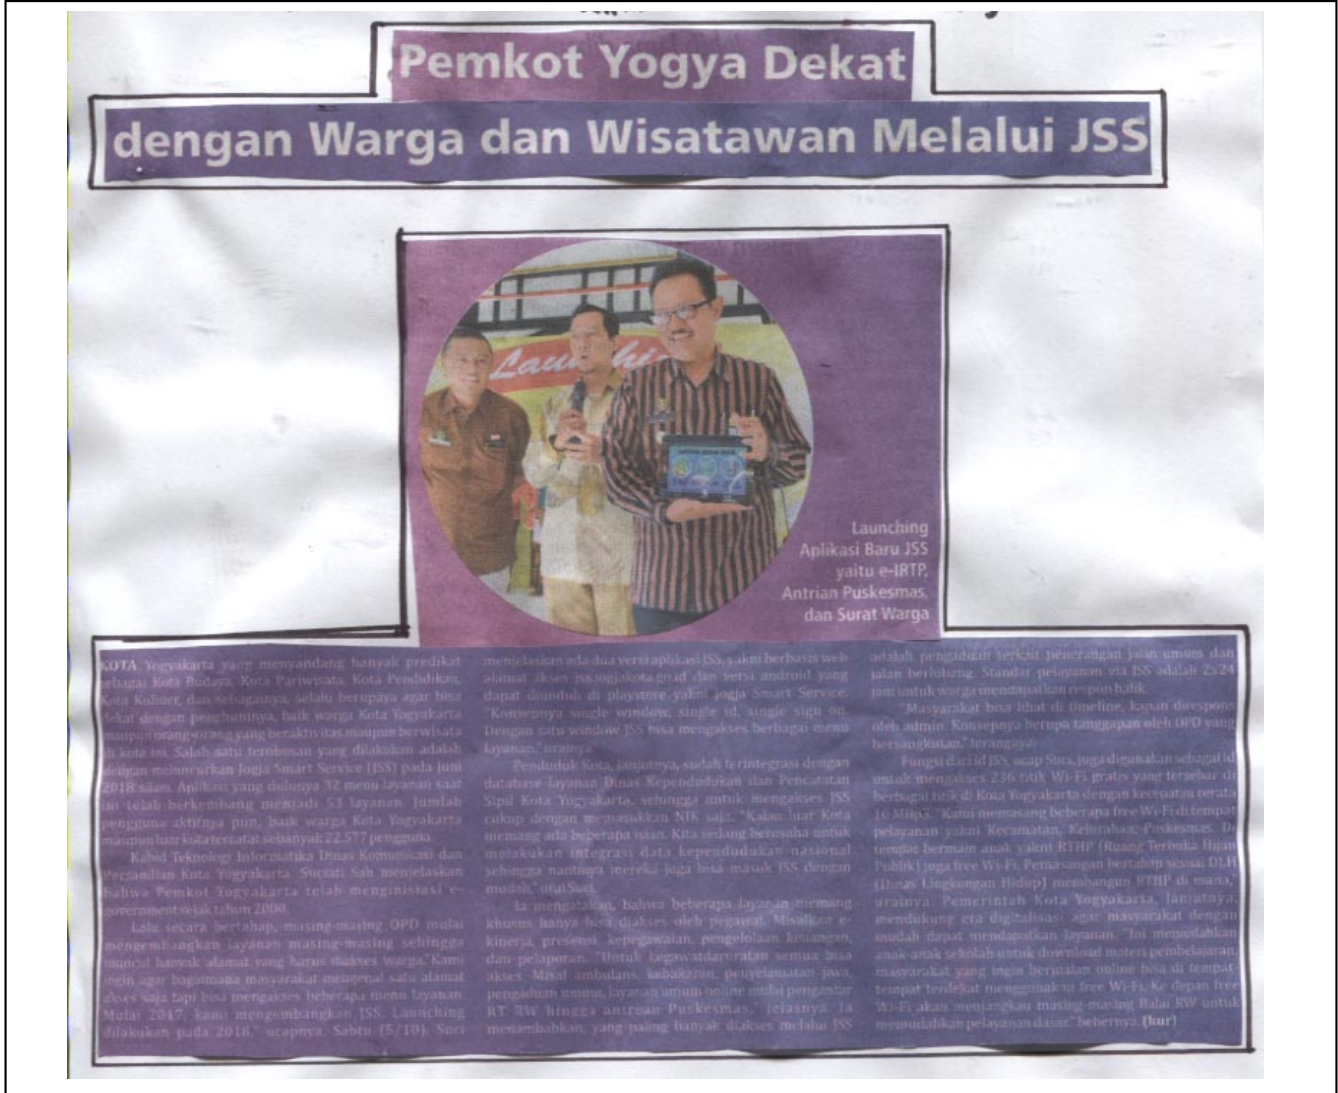 Pemkot Yogya Dekat
dengan Warga dan Wisatawan Melalui JSS
Launching
Launching
Aplikasi Baru JSS
yaitu e-IRTP,
Antrian Puskesmas,
dan Surat Warga
KOTA Yogyakarta yang menyandang banyak predikat
sebagai Kota Budaya, Kota Pariwisata, Kota Pendidikan,
Kota Kuliner, dan sebagainya, selalu berupaya agar bisa
dekat dengan penghuninya, baik warga Kota Yogyakarta
maupun orang-orang yang beraktivitas maupun berwisata
di kota ini. Salah satu terobosan yang dilakukan adalah
dengan meluncurkan Jogja Smart Service (JSS) pada Juni
2018 silam. Aplikasi yang dulunya 32 menu layanan saat
ini telah berkembang menjadi 53 layanan. Jumlah
pengguna aktifnya pun, baik warga Kota Yogyakarta
maupun luar kota tercatat sebanyak 22.577 pengguna.
Kabid Teknologi Informatika Dinas Komunikasi dan
Persandian Kota Yogyakarta, Suciati Sah menjelaskan
bahwa Pemkot Yogyakarta telah menginisiasi e-
government sejak tahun 2000.
Lalu secara bertahap, masing-masing OPD mulai
mengembangkan layanan masing-masing sehingga
muncul banyak alamat yang harus diakses warga. "Kami
ingin agar bagaimana masyarakat mengenal satu alamat
akses saja tapi bisa mengakses beberapa menu layanan.
Mulai 2017, kami mengembangkan JSS. Launching
dilakukan pada 2018," ucapnya, Sabtu (5/10). Suci
menjelaskan ada dua versi aplikasi JSS, yakni berbasis web
alamat akses jss.jogjakota.go.id dan versi android yang
dapat diunduh di playstore yakni Jogja Smart Service.
"Konsepnya single window, single id, single sign on.
Dengan satu window JSS bisa mengakses berbagai menu
layanan," urainya.
Penduduk Kota, lanjutnya, sudah terintegrasi dengan
database layanan Dinas Kependudukan dan Pencatatan
Sipil Kota Yogyakarta, sehingga untuk mengakses JSS
cukup dengan memasukkan NIK saja. "Kalau luar Kota
memang ada beberapa isian. Kita sedang berusaha untuk
melakukan integrasi data kependudukan nasional
sehingga nantinya mereka juga bisa masuk JSS dengan
mudah," urai Suci.
Ia mengatakan, bahwa beberapa layanan memang
khusus hanya bisa diakses oleh pegawai. Misalkan e-
kinerja, presensi, kepegawaian, pengelolaan keuangan,
dan pelaporan. "Untuk kegawatdaruratan semua bisa
akses. Misal ambulans, kebakaran, penyelamatan jiwa,
pengaduan umum, layanan umum online mulai pengantar
RT RW hingga antrean Puskesmas," jelasnya. Ia
menambahkan, yang paling banyak diakses melalui JSS
adalah pengaduan terkait penerangan jalan umum dan
jalan berlubang. Standar pelayanan via JSS adalah 2x24
jam untuk warga mendapatkan respon balik.
"Masyarakat bisa lihat di timeline, kapan direspons
oleh admin. Konsepnya berupa tanggapan oleh OPD yang
bersangkutan," terangnya.
Fungsi dari id JSS, ucap Suci, juga digunakan sebagai id
untuk mengakses 236 titik Wi-Fi gratis yang tersebar di
berbagai titik di Kota Yogyakarta dengan kecepatan rerata
10 MBps. "Kami memasang beberapa free Wi-Fi di tempat
pelayanan yakni Kecamatan, Kelurahan, Puskesmas. Di
tempat bermain anak yakni RTHP (Ruang Terbuka Hijau
Publik) juga free Wi-Fi. Pemasangan bertahap sesuai DLH
(Dinas Lingkungan Hidup) membangun RTHP di mana,"
urainya. Pemerintah Kota Yogyakarta, lanjutnya,
mendukung era digitalisasi agar masyarakat dengan
mudah dapat mendapatkan layanan. "Ini memudahkan
anak-anak sekolah untuk download materi pembelajaran,
masyarakat yang ingin berjualan online bisa di tempat-
tempat terdekat menggunakan free Wi-Fi. Ke depan free
Wi-Fi akan menjangkau masing-masing Balai RW untuk
memudahkan pelayanan dasar," bebernya. (kur)